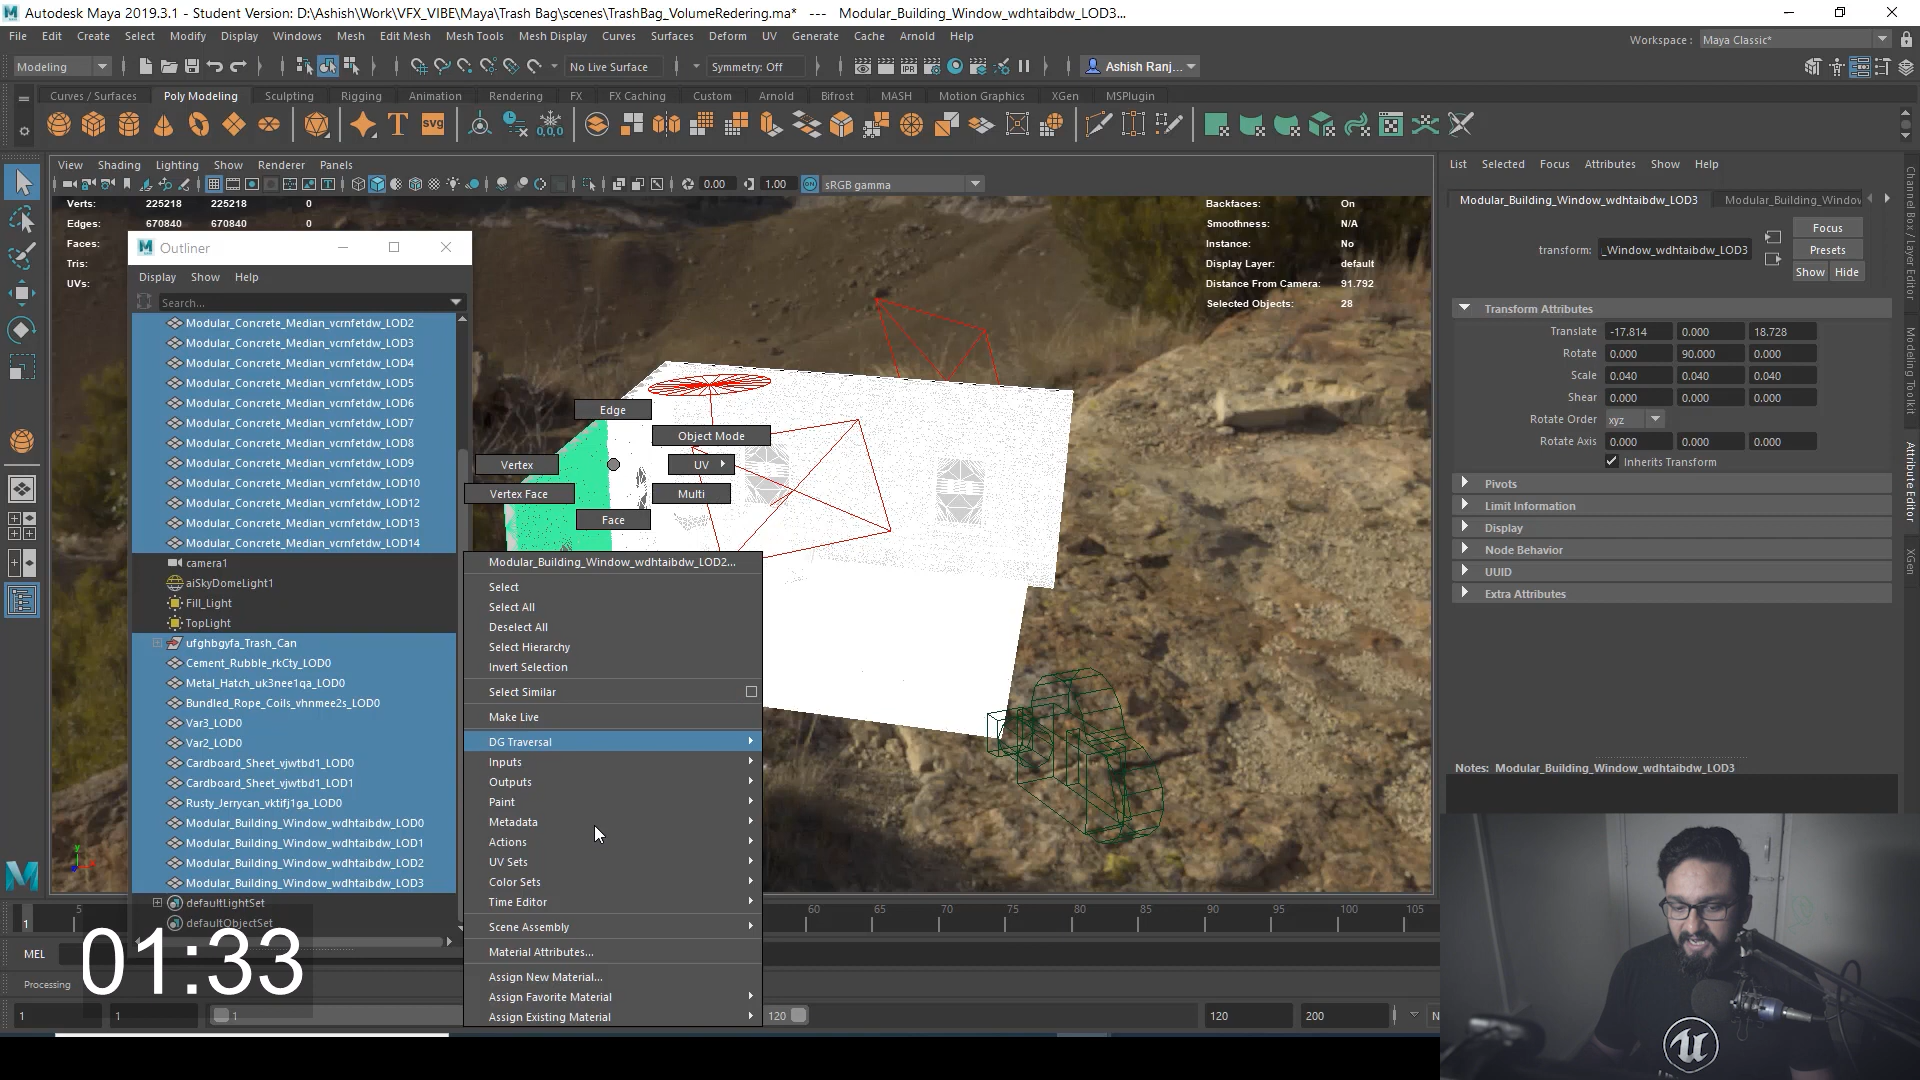 Autodesk Maya 2019.3.1 - Student Version: D:\Ashish\Work\VFX_VIBE\Maya\Trash Bag\scenes\TrashBag_VolumeRedering.ma* --- Modular_Building_Window_wdhtaibdw_LOD3...
File Edit Create Select Modify Display Windows Mesh Edit Mesh Mesh Tools Mesh Display Curves Surfaces Deform UV Generate Cache Arnold Help
Workspace : Maya Classic*
Modeling No Live Surface Symmetry: Off Ashish Ranj...
Curves / Surfaces Poly Modeling Sculpting Rigging Animation Rendering FX FX Caching Custom Arnold Bifrost MASH Motion Graphics XGen MSPlugin
View Shading Lighting Show Renderer Panels
0.00 1.00 sRGB gamma
Verts: 225218 225218 0
Edges: 670840 670840 0
Faces:
Tris:
UVs:
Backfaces: On
Smoothness: N/A
Instance: No
Display Layer: default
Distance From Camera: 91.792
Selected Objects: 28
Outliner
Display Show Help
Search...
Modular_Concrete_Median_vcrnfetdw_LOD2
Modular_Concrete_Median_vcrnfetdw_LOD3
Modular_Concrete_Median_vcrnfetdw_LOD4
Modular_Concrete_Median_vcrnfetdw_LOD5
Modular_Concrete_Median_vcrnfetdw_LOD6
Modular_Concrete_Median_vcrnfetdw_LOD7
Modular_Concrete_Median_vcrnfetdw_LOD8
Modular_Concrete_Median_vcrnfetdw_LOD9
Modular_Concrete_Median_vcrnfetdw_LOD10
Modular_Concrete_Median_vcrnfetdw_LOD12
Modular_Concrete_Median_vcrnfetdw_LOD13
Modular_Concrete_Median_vcrnfetdw_LOD14
camera1
aiSkyDomeLight1
Fill_Light
TopLight
ufghbgyfa_Trash_Can
Cement_Rubble_rkCty_LOD0
Metal_Hatch_uk3nee1qa_LOD0
Bundled_Rope_Coils_vhnmee2s_LOD0
Var3_LOD0
Var2_LOD0
Cardboard_Sheet_vjwtbd1_LOD0
Cardboard_Sheet_vjwtbd1_LOD1
Rusty_Jerrycan_vktifj1ga_LOD0
Modular_Building_Window_wdhtaibdw_LOD0
Modular_Building_Window_wdhtaibdw_LOD1
Modular_Building_Window_wdhtaibdw_LOD2
Modular_Building_Window_wdhtaibdw_LOD3
defaultLightSet
defaultObjectSet
Edge
Object Mode
Vertex
UV
Vertex Face
Multi
Face
Modular_Building_Window_wdhtaibdw_LOD2...
Select
Select All
Deselect All
Select Hierarchy
Invert Selection
Select Similar
Make Live
DG Traversal
Inputs
Outputs
Paint
Metadata
Actions
UV Sets
Color Sets
Time Editor
Scene Assembly
Material Attributes...
Assign New Material...
Assign Favorite Material
Assign Existing Material
List Selected Focus Attributes Show Help
Modular_Building_Window_wdhtaibdw_LOD3 Modular_Building_Window
transform: _Window_wdhtaibdw_LOD3
Focus
Presets
Show Hide
Transform Attributes
Translate -17.814 0.000 18.728
Rotate 0.000 90.000 0.000
Scale 0.040 0.040 0.040
Shear 0.000 0.000 0.000
Rotate Order xyz
Rotate Axis 0.000 0.000 0.000
Inherits Transform
Pivots
Limit Information
Display
Node Behavior
UUID
Extra Attributes
Notes: Modular_Building_Window_wdhtaibdw_LOD3
Channel Box / Layer Editor
Modeling Toolkit
Attribute Editor
XGen
1 5 60 65 70 75 80 85 90 95 100 105
MEL
01:33
Processing
1 1 1 120 120 200 N